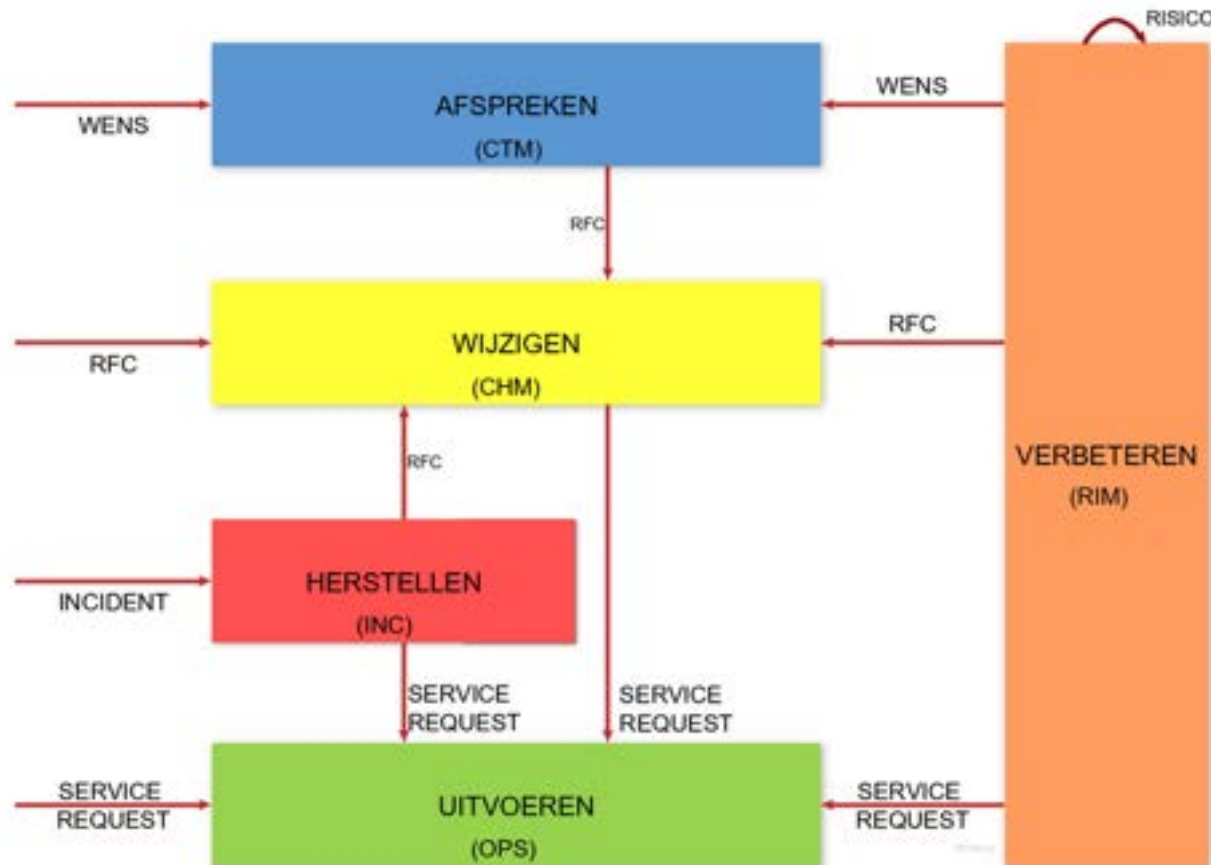 RISICO
AFSPREKEN
(CTM)
WENS
WENS
RFC
WIJZIGEN
(CHM)
RFC
RFC
RFC
VERBETEREN
(RIM)
HERSTELLEN
(INC)
INCIDENT
SERVICE
REQUEST
SERVICE
REQUEST
SERVICE
REQUEST
UITVOEREN
(OPS)
SERVICE
REQUEST